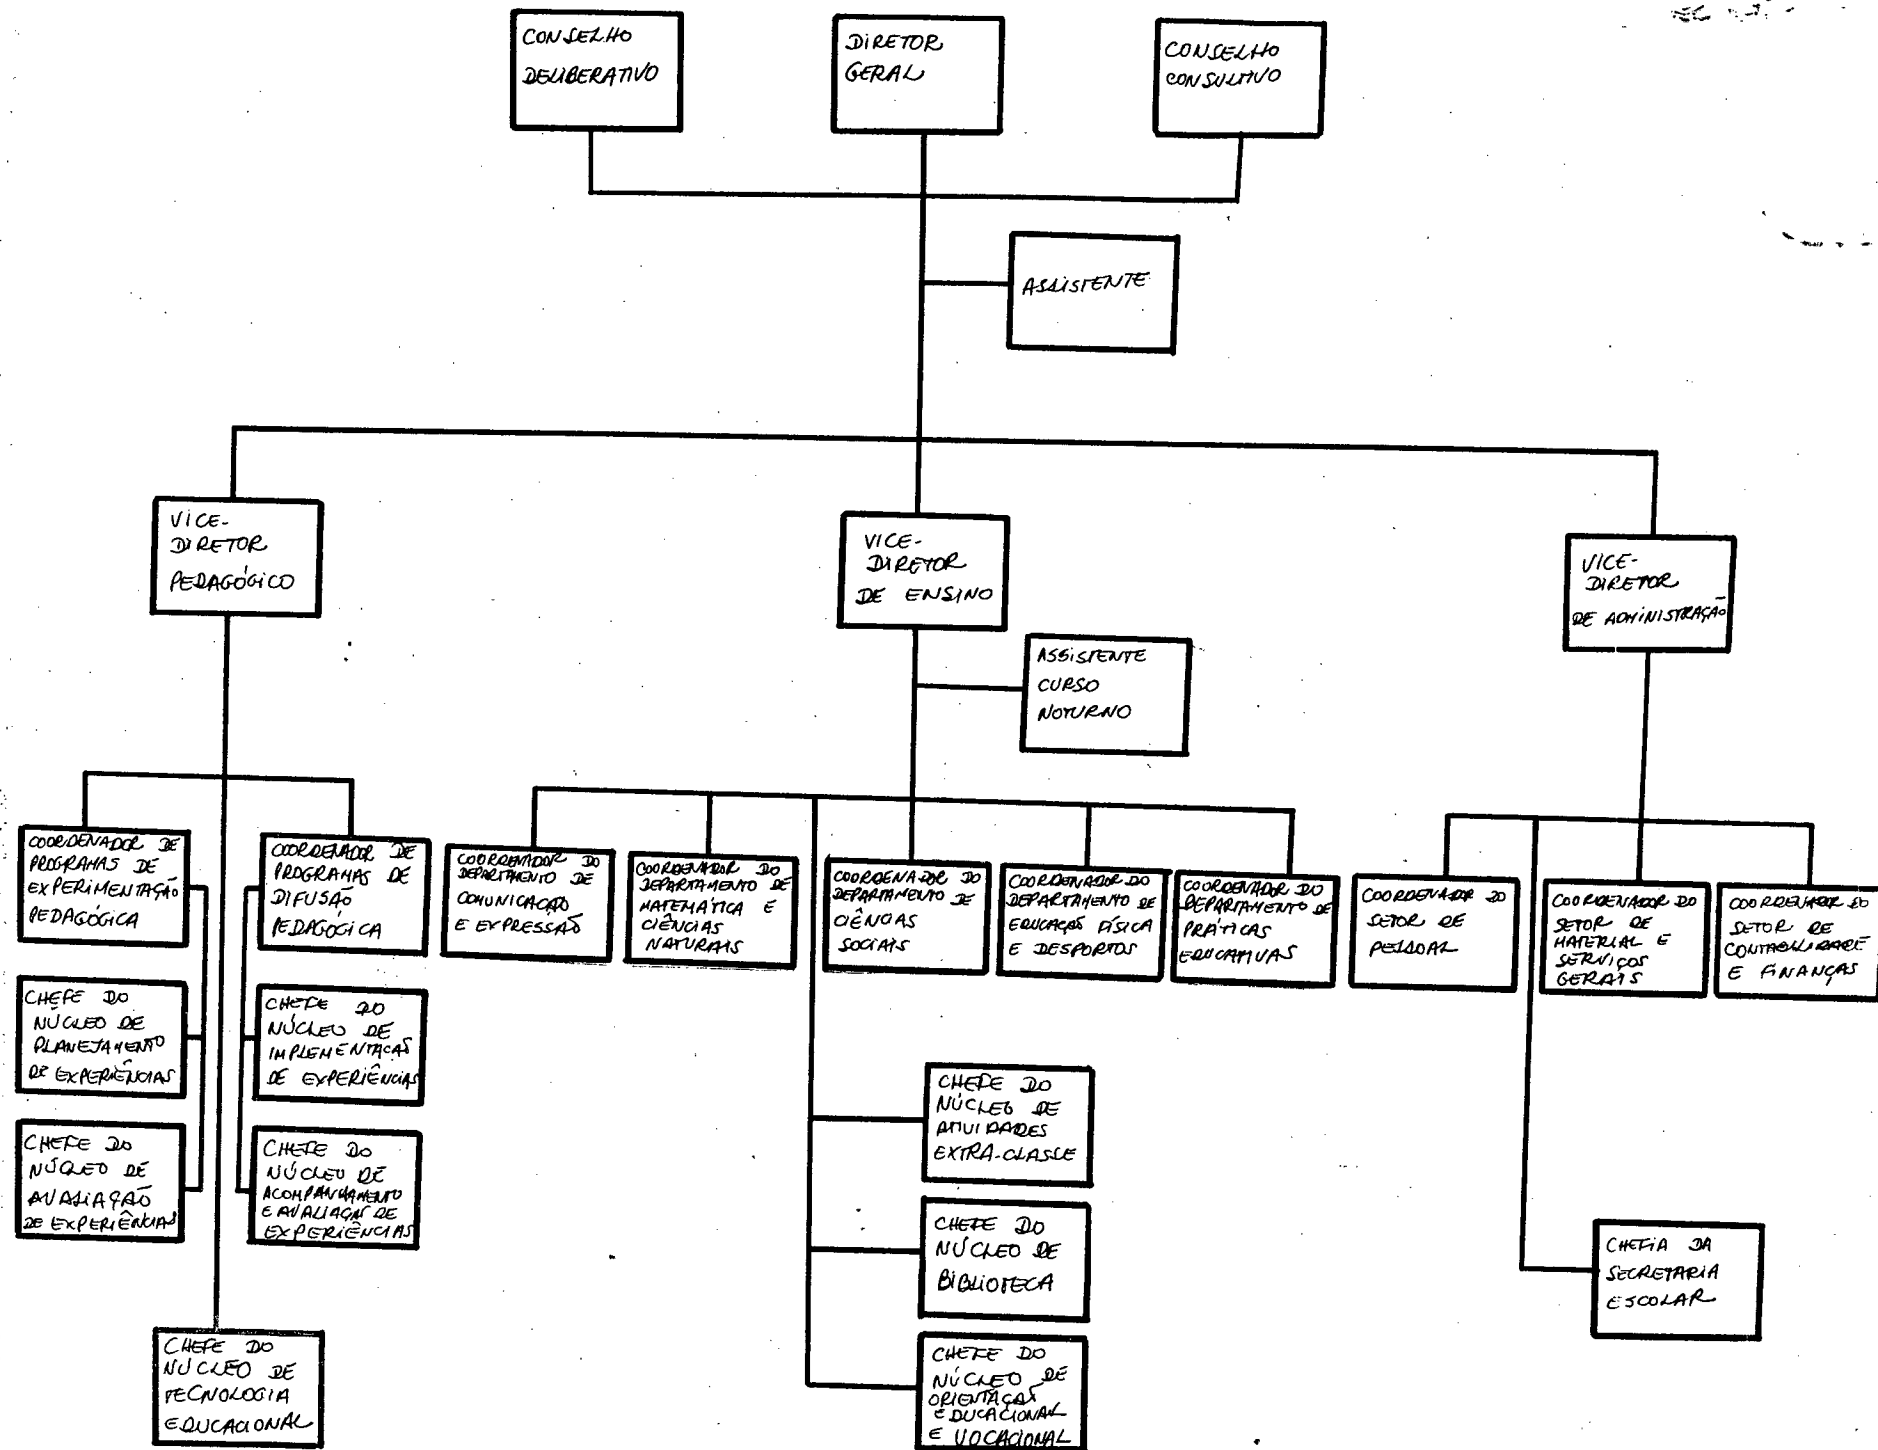 CONSELHO
DELIBERATIVO
DIRETOR
GERAL
CONSELHO
CONSULTIVO
ASSISTENTE
VICE-
DIRETOR
PEDAGÓGICO
VICE-
DIRETOR
DE ENSINO
VICE-
DIRETOR
DE ADMINISTRAÇÃO
ASSISTENTE
CURSO
NOTURNO
COORDENADOR DE
PROGRAMAS DE
EXPERIMENTAÇÃO
PEDAGÓGICA
COORDENADOR DE
PROGRAMAS DE
DIFUSÃO
PEDAGÓGICA
COORDENADOR DO
DEPARTAMENTO DE
COMUNICAÇÃO
E EXPRESSÃO
COORDENADOR DO
DEPARTAMENTO DE
MATEMÁTICA E
CIÊNCIAS
NATURAIS
COORDENADOR DO
DEPARTAMENTO DE
CIÊNCIAS
SOCIAIS
COORDENADOR DO
DEPARTAMENTO DE
EDUCAÇÃO FÍSICA
E DESPORTOS
COORDENADOR DO
DEPARTAMENTO DE
PRÁTICAS
EDUCATIVAS
COORDENADOR DO
SETOR DE
PESSOAL
COORDENADOR DO
SETOR DE
MATERIAL E
SERVIÇOS
GERAIS
COORDENADOR DO
SETOR DE
CONTABILIDADE
E FINANÇAS
CHEFE DO
NÚCLEO DE
PLANEJAMENTO
DE EXPERIÊNCIAS
CHEFE DO
NÚCLEO DE
IMPLEMENTAÇÃO
DE EXPERIÊNCIAS
CHEFE DO
NÚCLEO DE
AVALIAÇÃO
DE EXPERIÊNCIAS
CHEFE DO
NÚCLEO DE
ACOMPANHAMENTO
E AVALIAÇÃO DE
EXPERIÊNCIAS
CHEFE DO
NÚCLEO DE
ATIVIDADES
EXTRA-CLASSE
CHEFE DO
NÚCLEO DE
BIBLIOTECA
CHEFIA DA
SECRETARIA
ESCOLAR
CHEFE DO
NÚCLEO DE
TECNOLOGIA
EDUCACIONAL
CHEFE DO
NÚCLEO DE
ORIENTAÇÃO
EDUCACIONAL
E VOCACIONAL